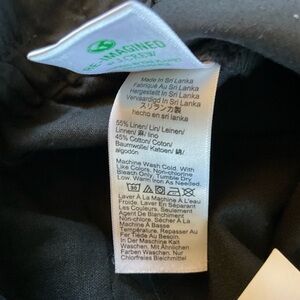 RE-IMAGINED
BY J.CREW
Made In Sri Lanka
Fabriqué Au Sri Lanka
Hergestellt In Sri Lanka
Vervaardigd In Sri Lanka
スリランカ製
hecho en Sri Lanka
55% Linen/ Lin/ Leinen/
Linnen/ 麻/ lino
45% Cotton/ Coton/
Baumwolle/ Katoen/ 綿/
algodón
Machine Wash Cold, With
Like Colors. Non-chlorine
Bleach Only. Tumble Dry
Low. Warm Iron As Needed.
Laver À La Machine À L'eau
Froide. Laver En Séparant
Les Couleurs. Seulement
Agent De Blanchiment
Non-chlore. Sécher À La
Machine À Basse
Température. Repasser Au
Fer Tiède Au Besoin.
In Der Maschine Kalt
Waschen. Mit Ähnlichen
Farben Waschen. Nur
Chlorfreies Bleichmittel.